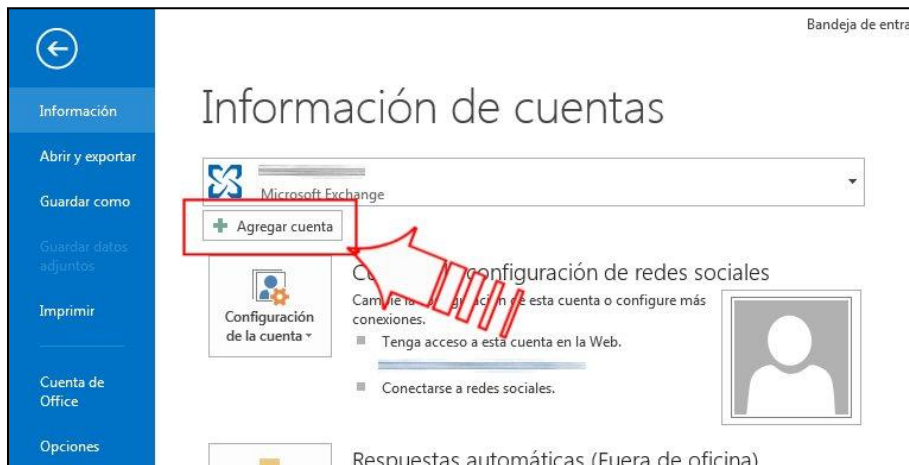 Bandeja de entra
Información
Información de cuentas
Abrir y exportar
Microsoft Exchange
Guardar como
Agregar cuenta
Guardar datos
adjuntos
configuración de redes sociales
de esta cuenta o configure más
conexiones.
Configuración
de la cuenta
Imprimir
Tenga acceso a esta cuenta en la Web.
Conectarse a redes sociales.
Cuenta de
Office
Opciones
Respuestas automáticas (Fuera de oficina)